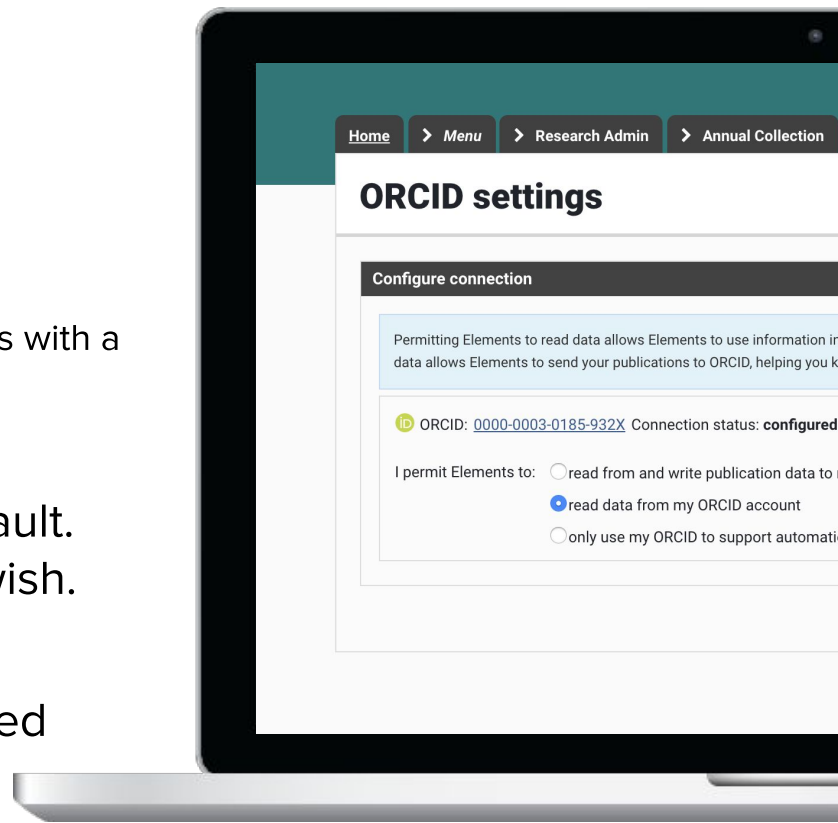 s with a
ault.
wish.
ed
Home Menu Research Admin Annual Collection
ORCID settings
Configure connection
Permitting Elements to read data allows Elements to use information in
data allows Elements to send your publications to ORCID, helping you k
iD ORCID: 0000-0003-0185-932X Connection status: configured
I permit Elements to: read from and write publication data to
read data from my ORCID account
only use my ORCID to support automati